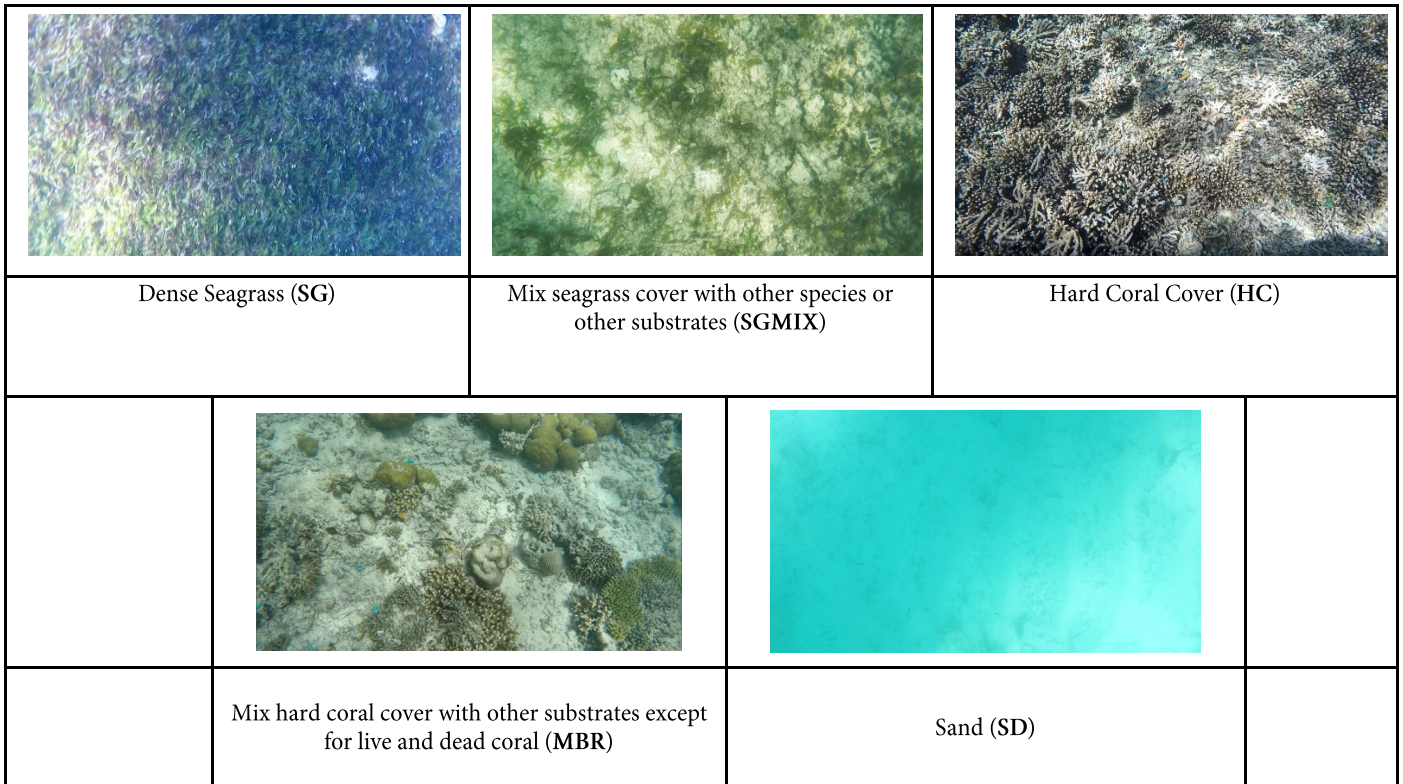 Dense Seagrass (SG)
Mix seagrass cover with other species or
other substrates (SGMIX)
Hard Coral Cover (HC)
Mix hard coral cover with other substrates except
for live and dead coral (MBR)
Sand (SD)